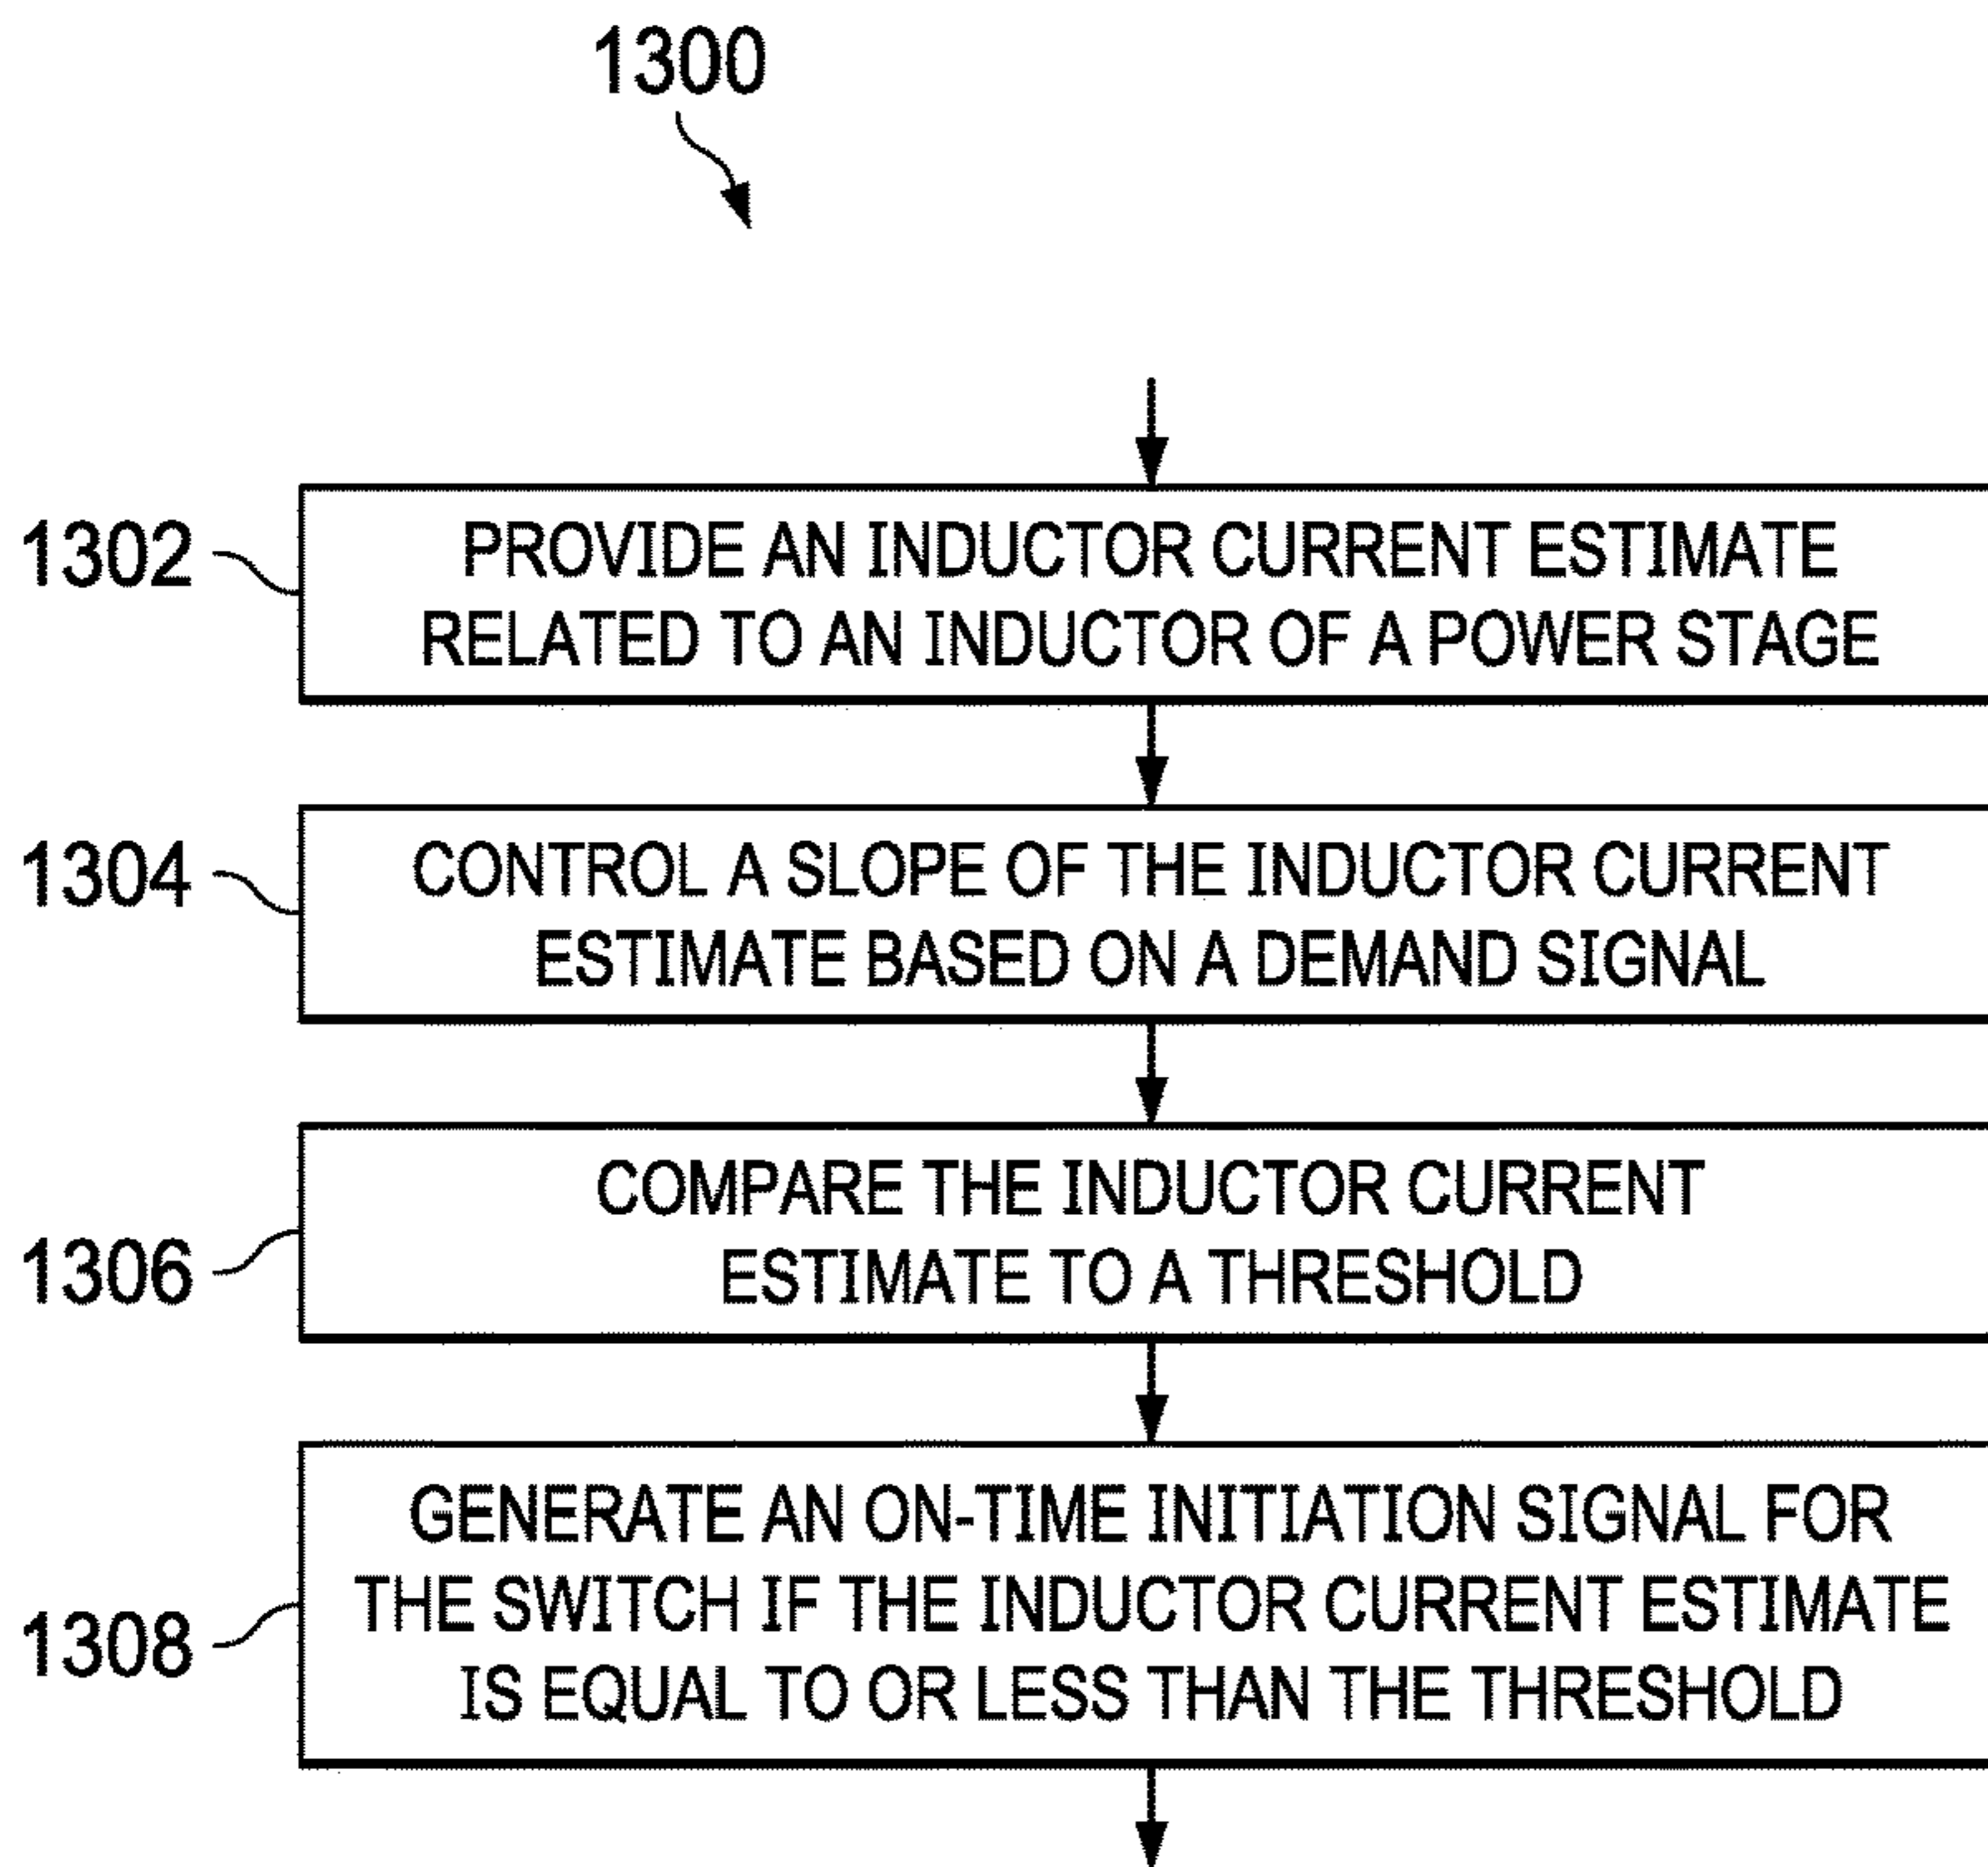 1300
1302
PROVIDE AN INDUCTOR CURRENT ESTIMATE
RELATED TO AN INDUCTOR OF A POWER STAGE
1304
CONTROL A SLOPE OF THE INDUCTOR CURRENT
ESTIMATE BASED ON A DEMAND SIGNAL
1306
COMPARE THE INDUCTOR CURRENT
ESTIMATE TO A THRESHOLD
1308
GENERATE AN ON-TIME INITIATION SIGNAL FOR
THE SWITCH IF THE INDUCTOR CURRENT ESTIMATE
IS EQUAL TO OR LESS THAN THE THRESHOLD